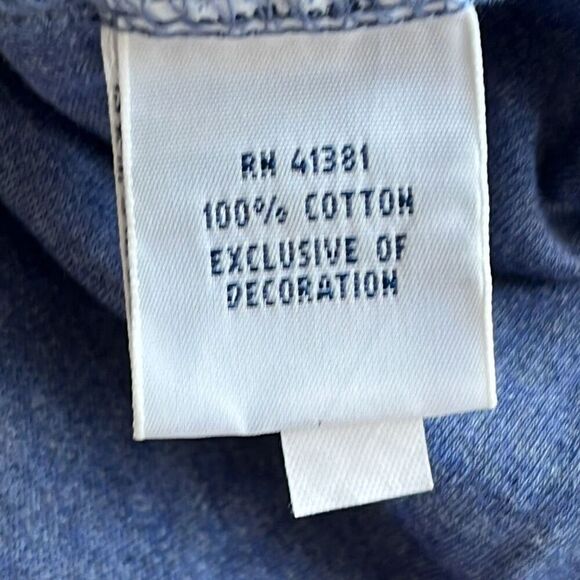 RN 41381
100% COTTON
EXCLUSIVE OF
DECORATION